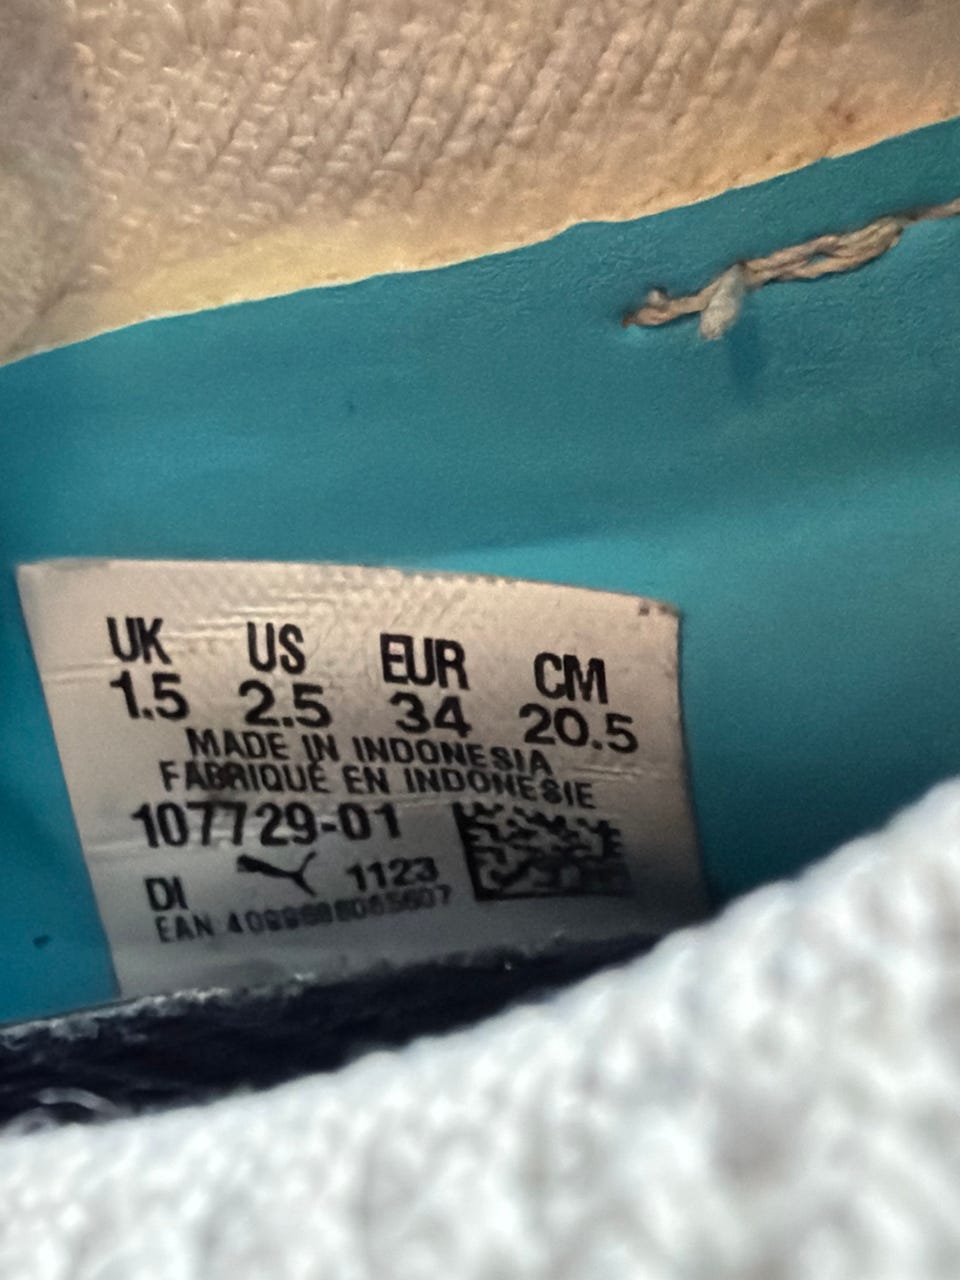 UK US EUR CM
1.5 2.5 34 20.5
MADE IN INDONESIA
FABRIQUÉ EN INDONESIE
107729-01
DI 1123
EAN